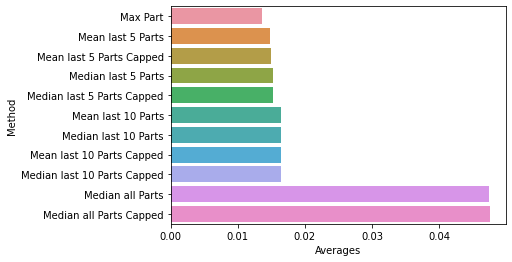 Max Part
Mean last 5 Parts
Mean last 5 Parts Capped
Median last 5 Parts
Median last 5 Parts Capped
Mean last 10 Parts
Median last 10 Parts
Mean last 10 Parts Capped
Median last 10 Parts Capped
Median all Parts
Median all Parts Capped
Method
0.00 0.01 0.02 0.03 0.04
Averages